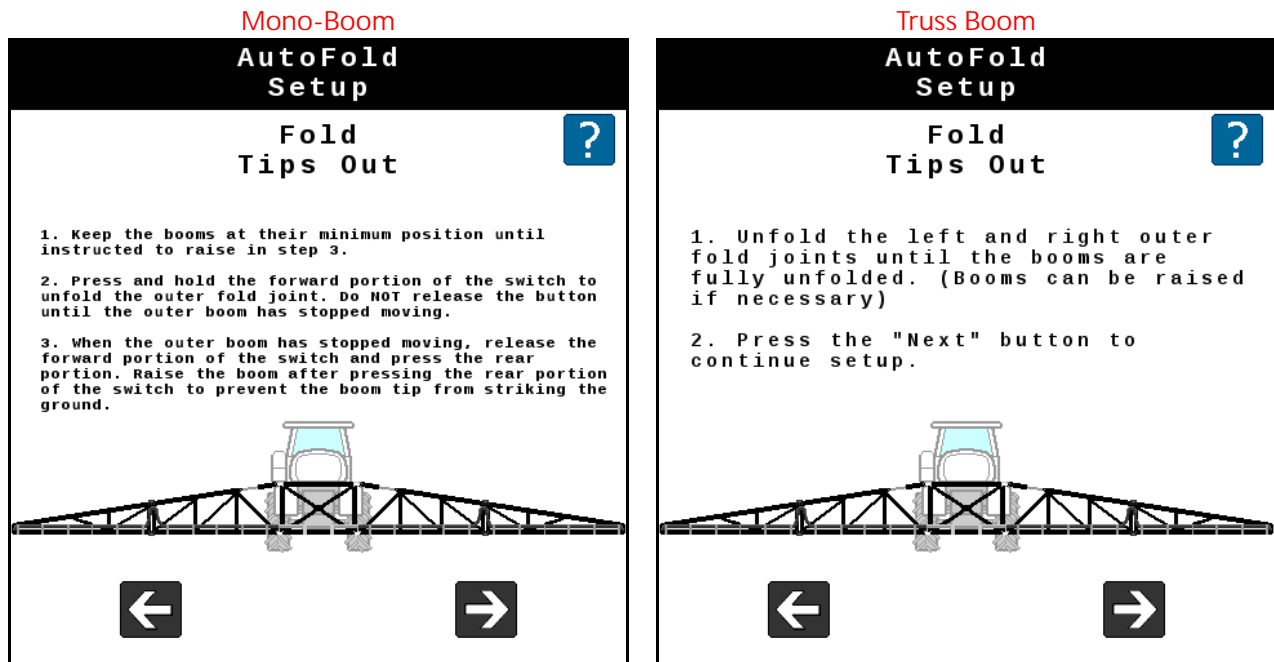 Mono-Boom
AutoFold
Setup
Fold
Tips Out
?
1. Keep the booms at their minimum position until
instructed to raise in step 3.
2. Press and hold the forward portion of the switch to
unfold the outer fold joint. Do NOT release the button
until the outer boom has stopped moving.
3. When the outer boom has stopped moving, release the
forward portion of the switch and press the rear
portion. Raise the boom after pressing the rear portion
of the switch to prevent the boom tip from striking the
ground.
Truss Boom
AutoFold
Setup
Fold
Tips Out
?
1. Unfold the left and right outer
fold joints until the booms are
fully unfolded. (Booms can be raised
if necessary)
2. Press the "Next" button to
continue setup.